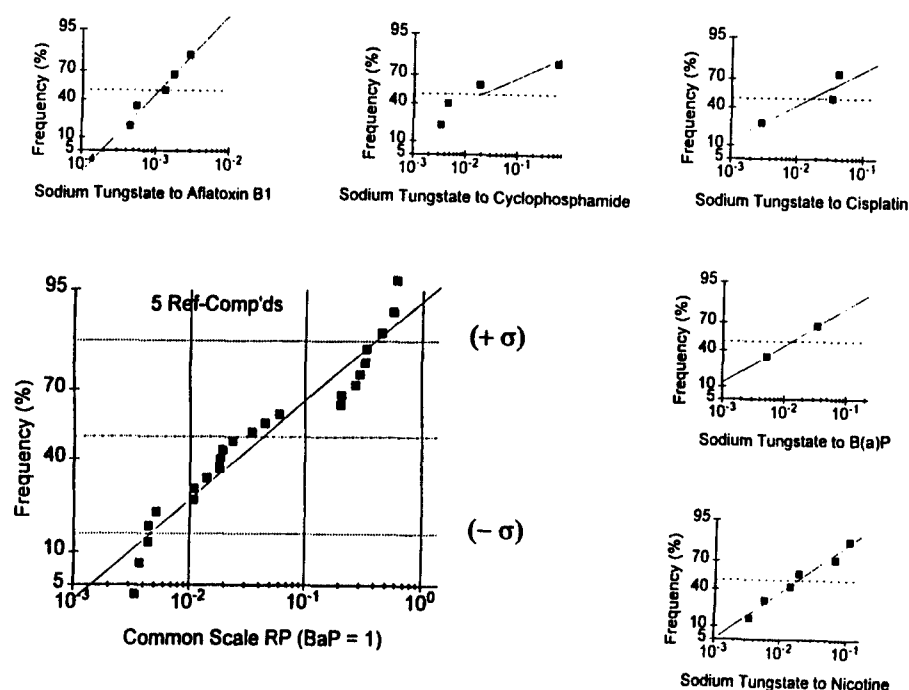 Frequency (%)
95
70
40
10
5
10⁻⁴ 10⁻³ 10⁻²
Sodium Tungstate to Aflatoxin B1
Frequency (%)
95
70
40
10
5
10⁻³ 10⁻² 10⁻¹
Sodium Tungstate to Cyclophosphamide
Frequency (%)
95
70
40
10
5
10⁻³ 10⁻² 10⁻¹
Sodium Tungstate to Cisplatin
Frequency (%)
95
70
40
10
5
5 Ref-Comp'ds
(+ σ)
(− σ)
10⁻³ 10⁻² 10⁻¹ 10⁰
Common Scale RP (BaP = 1)
Frequency (%)
95
70
40
10
5
10⁻³ 10⁻² 10⁻¹
Sodium Tungstate to B(a)P
Frequency (%)
95
70
40
10
5
10⁻³ 10⁻² 10⁻¹
Sodium Tungstate to Nicotine